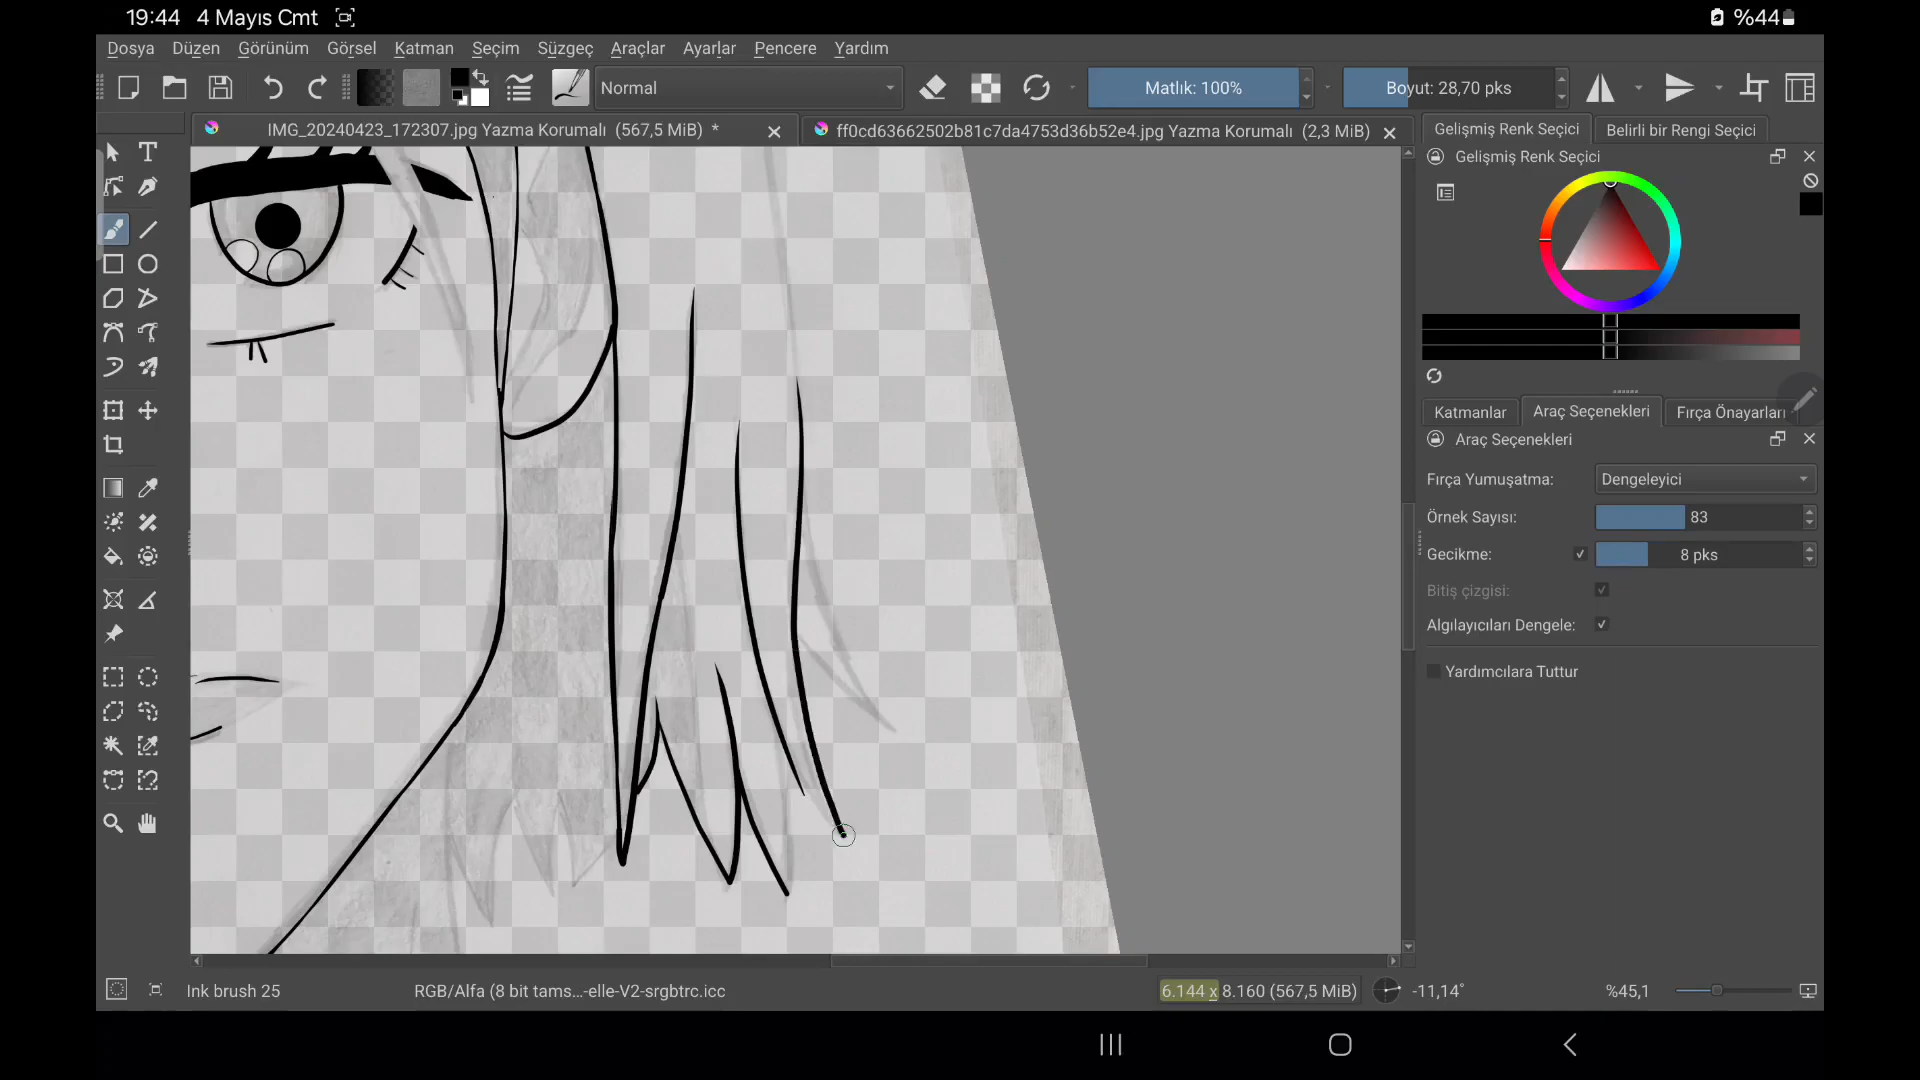 19:44 4 Mayıs Cmt
%44
Dosya Düzen Görünüm Görsel Katman Seçim Süzgeç Araçlar Ayarlar Pencere Yardım
Normal
Matlık: 100%
Boyut: 28,70 pks
IMG_20240423_172307.jpg Yazma Korumalı (567,5 MiB) *
ff0cd63662502b81c7da4753d36b52e4.jpg Yazma Korumalı (2,3 MiB)
Gelişmiş Renk Seçici
Belirli bir Rengi Seçici
Gelişmiş Renk Seçici
Katmanlar
Araç Seçenekleri
Fırça Önayarları
Araç Seçenekleri
Fırça Yumuşatma: Dengeleyici
Örnek Sayısı: 83
Gecikme: 8 pks
Bitiş çizgisi:
Algılayıcıları Dengele:
Yardımcılara Tuttur
Ink brush 25
RGB/Alfa (8 bit tams...-elle-V2-srgbtrc.icc
6.144 x 8.160 (567,5 MiB)
-11,14°
%45,1